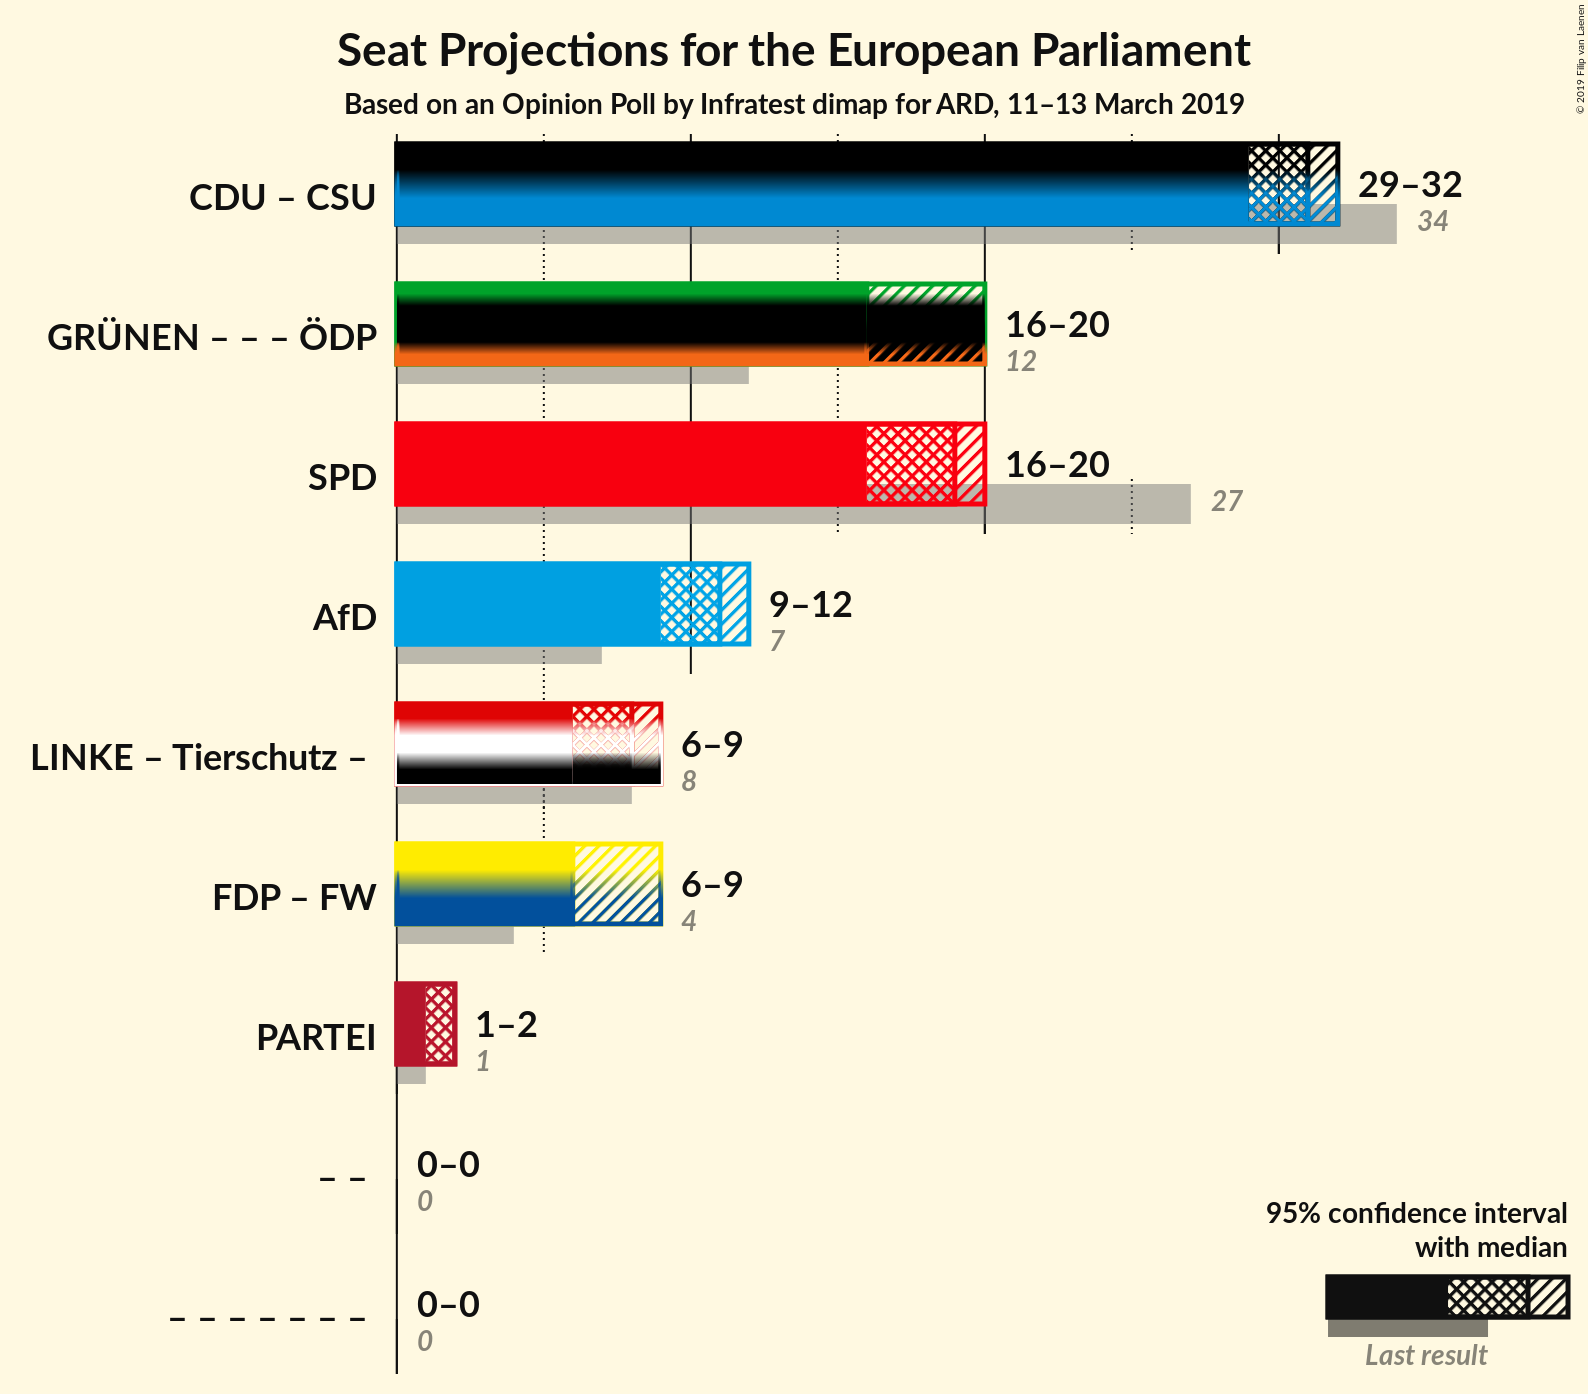 Seat Projections for the European Parliament
Based on an Opinion Poll by Infratest dimap for ARD, 11–13 March 2019
© 2019 Filip van Laenen
CDU – CSU
29–32
34
GRÜNEN – – – ÖDP
16–20
12
SPD
16–20
27
AfD
9–12
7
LINKE – Tierschutz –
6–9
8
FDP – FW
6–9
4
PARTEI
1–2
1
– –
0–0
0
– – – – – – –
0–0
0
95% confidence interval
with median
Last result